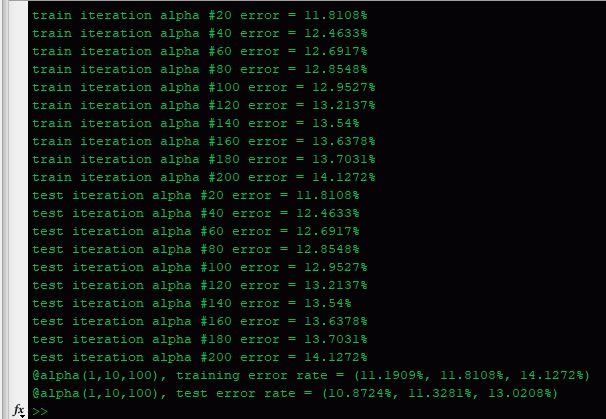 train iteration alpha #20 error = 11.8108%
train iteration alpha #40 error = 12.4633%
train iteration alpha #60 error = 12.6917%
train iteration alpha #80 error = 12.8548%
train iteration alpha #100 error = 12.9527%
train iteration alpha #120 error = 13.2137%
train iteration alpha #140 error = 13.54%
train iteration alpha #160 error = 13.6378%
train iteration alpha #180 error = 13.7031%
train iteration alpha #200 error = 14.1272%
test iteration alpha #20 error = 11.8108%
test iteration alpha #40 error = 12.4633%
test iteration alpha #60 error = 12.6917%
test iteration alpha #80 error = 12.8548%
test iteration alpha #100 error = 12.9527%
test iteration alpha #120 error = 13.2137%
test iteration alpha #140 error = 13.54%
test iteration alpha #160 error = 13.6378%
test iteration alpha #180 error = 13.7031%
test iteration alpha #200 error = 14.1272%
@alpha(1,10,100), training error rate = (11.1909%, 11.8108%, 14.1272%)
@alpha(1,10,100), test error rate = (10.8724%, 11.3281%, 13.0208%)
fx >>